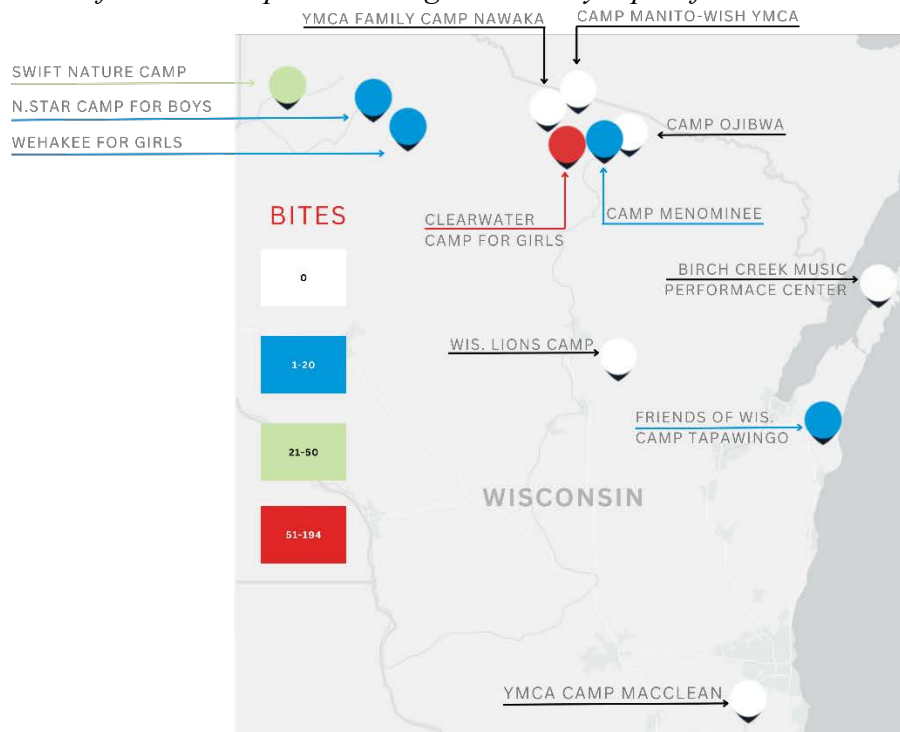 YMCA FAMILY CAMP NAWAKA
CAMP MANITO-WISH YMCA
SWIFT NATURE CAMP
N.STAR CAMP FOR BOYS
WEHAKEE FOR GIRLS
CAMP OJIBWA
BITES
CLEARWATER
CAMP FOR GIRLS
CAMP MENOMINEE
0
BIRCH CREEK MUSIC
PERFORMACE CENTER
1-20
WIS. LIONS CAMP
FRIENDS OF WIS.
CAMP TAPAWINGO
21-50
WISCONSIN
51-194
YMCA CAMP MACCLEAN